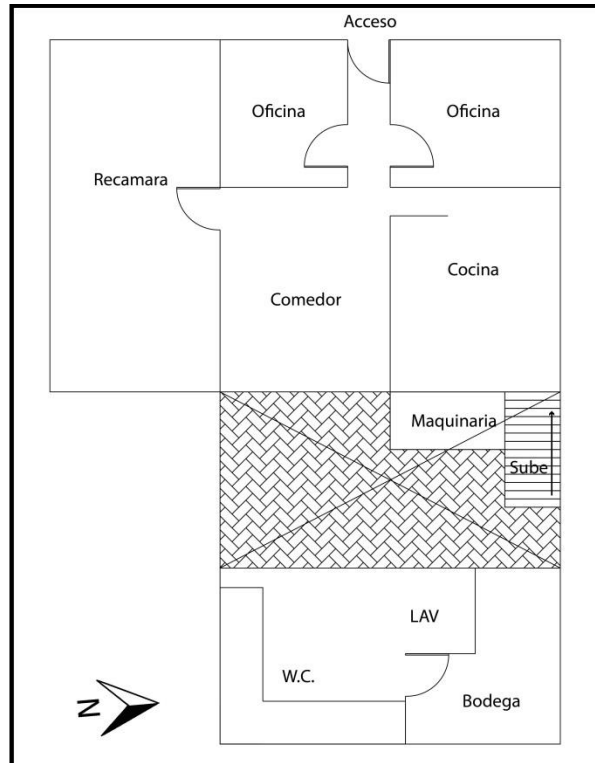 Acceso
Oficina
Oficina
Recamara
Cocina
Comedor
Maquinaria
Sube
LAV
W.C.
Bodega
N